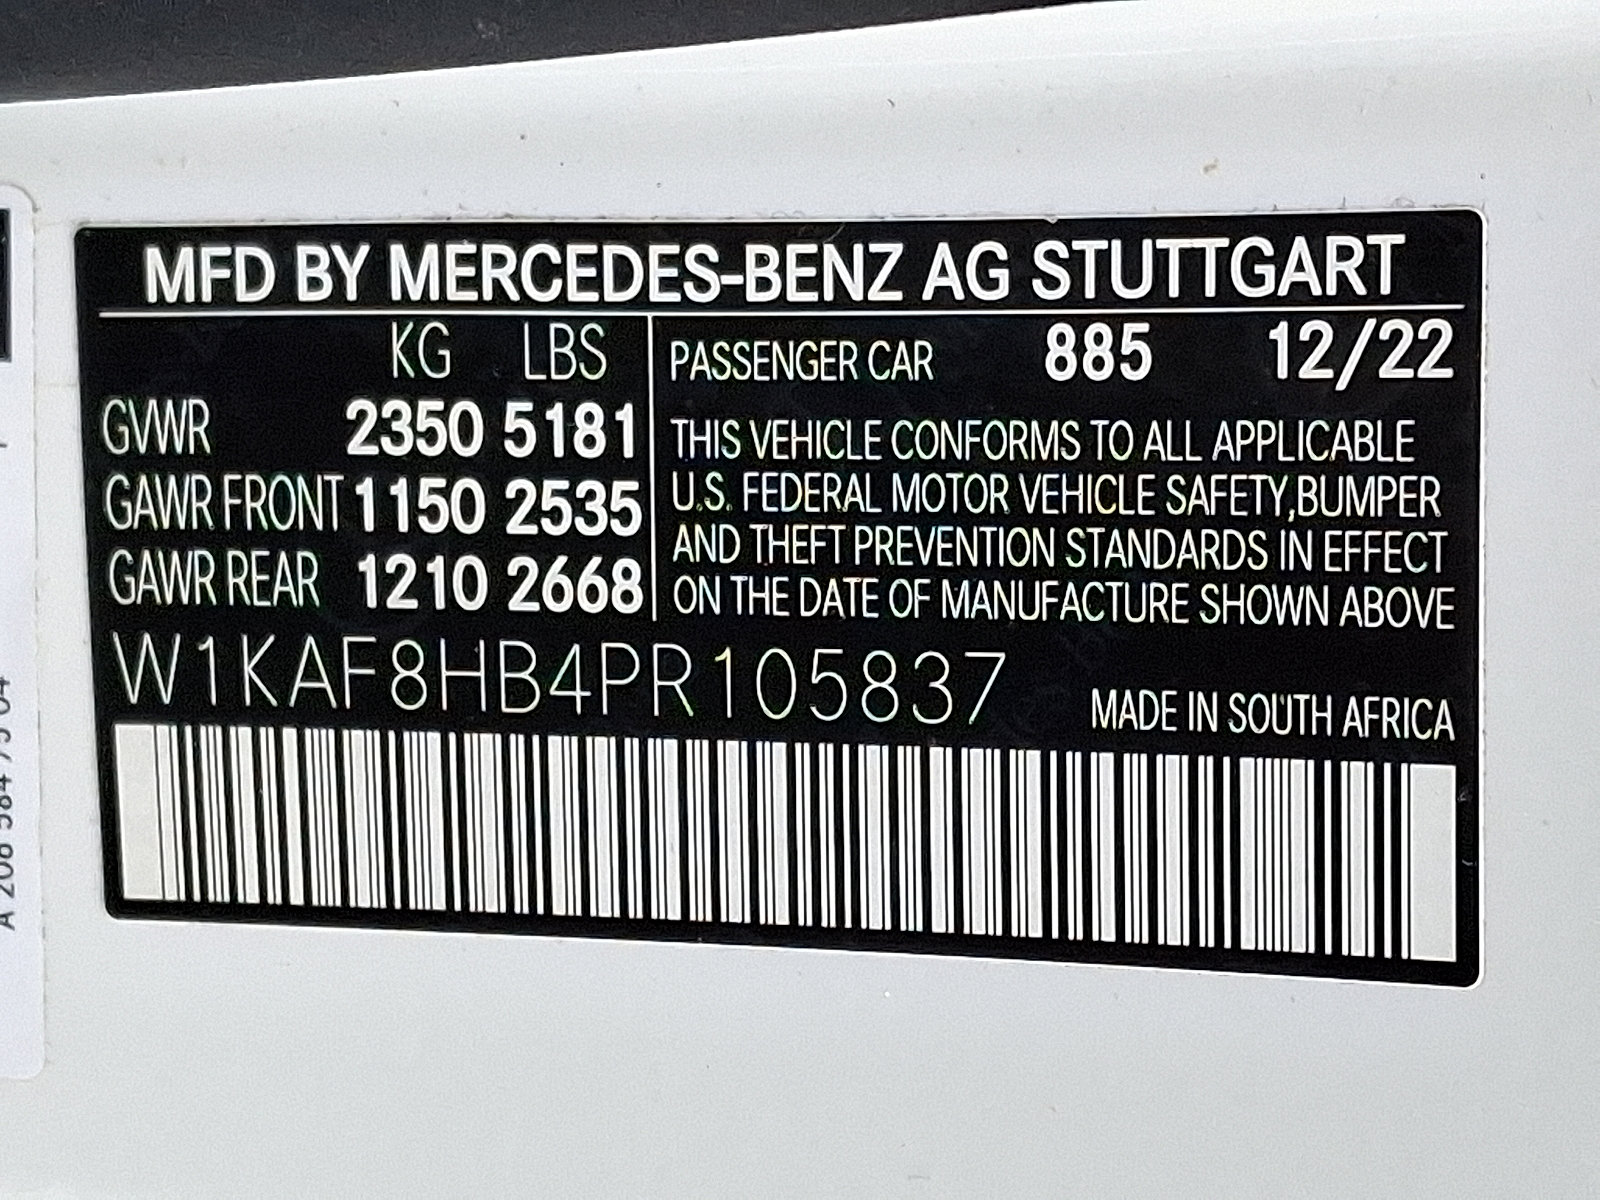 MFD BY MERCEDES-BENZ AG STUTTGART
KG LBS
GVWR 2350 5181
GAWR FRONT 1150 2535
GAWR REAR 1210 2668
PASSENGER CAR 885 12/22
THIS VEHICLE CONFORMS TO ALL APPLICABLE
U.S. FEDERAL MOTOR VEHICLE SAFETY,BUMPER
AND THEFT PREVENTION STANDARDS IN EFFECT
ON THE DATE OF MANUFACTURE SHOWN ABOVE
W1KAF8HB4PR105837
MADE IN SOUTH AFRICA
A 206 584